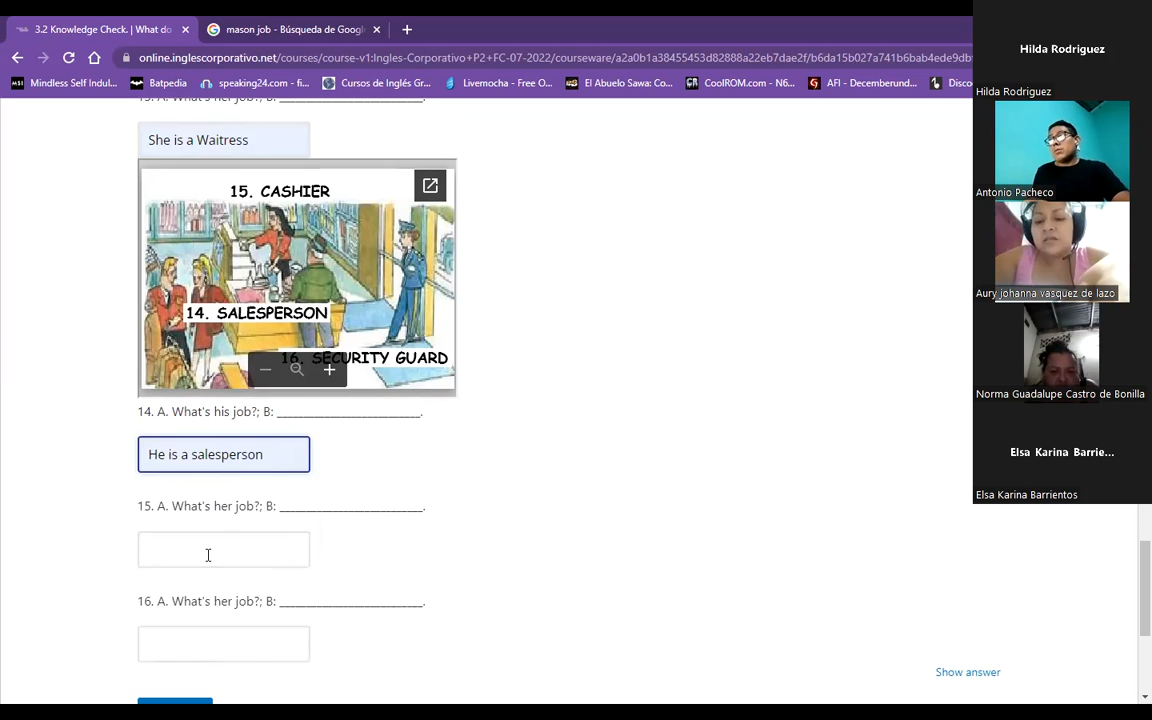 3.2 Knowledge Check. | What do
mason job - Búsqueda de Googl
online.inglescorporativo.net/courses/course-v1:Ingles-Corporativo+P2+FC-07-2022/courseware/a2a0b1a38455453d82888a22eb7dae2f/b6da15b027a741b6bab4ede9db
Mindless Self Indul...
Batpedia
speaking24.com - fi...
Cursos de Inglés Gr...
Livemocha - Free O...
El Abuelo Sawa: Co...
CoolROM.com - N6...
AFI - Decemberund...
Disco
She is a Waitress
15. CASHIER
14. SALESPERSON
16. SECURITY GUARD
14. A. What's his job?; B: ______________________.
He is a salesperson
15. A. What's her job?; B: ______________________.
16. A. What's her job?; B: ______________________.
Show answer
Hilda Rodriguez
Hilda Rodriguez
Antonio Pacheco
Aury johanna vasquez de lazo
Norma Guadalupe Castro de Bonilla
Elsa Karina Barrie...
Elsa Karina Barrientos